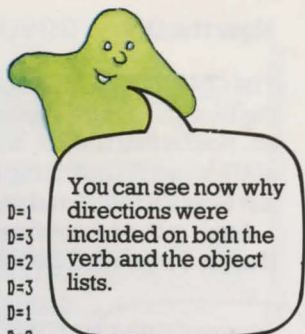 You can see now why
D=1 directions were
D=3 included on both the
D=2 verb and the object
D=3 lists.
D=1